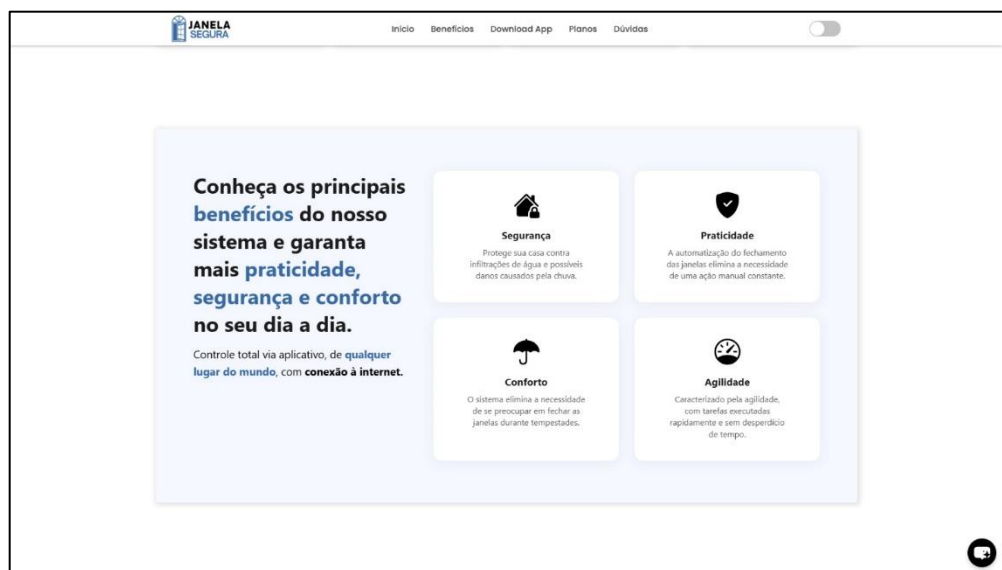 JANELA
SEGURA
Início
Benefícios
Download App
Planos
Dúvidas
Conheça os principais
benefícios do nosso
sistema e garanta
mais praticidade,
segurança e conforto
no seu dia a dia.
Controle total via aplicativo, de qualquer
lugar do mundo, com conexão à internet.
Segurança
Protege sua casa contra
infiltrações de água e possíveis
danos causados pela chuva.
Praticidade
A automatização do fechamento
das janelas elimina a necessidade
de uma ação manual constante.
Conforto
O sistema elimina a necessidade
de se preocupar em fechar as
janelas durante tempestades.
Agilidade
Caracterizado pela agilidade,
com tarefas executadas
rapidamente e sem desperdício
de tempo.